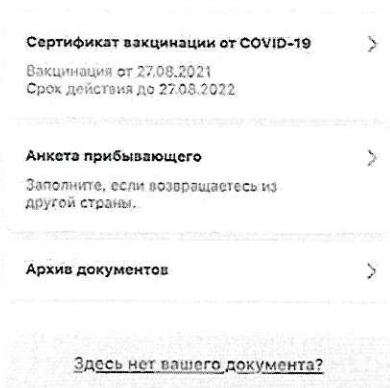 Сертификат вакцинации от COVID-19
Вакцинация от 27.08.2021
Срок действия до 27.08.2022
Анкета прибывающего
Заполните, если возвращаетесь из
другой страны.
Архив документов
Здесь нет вашего документа?